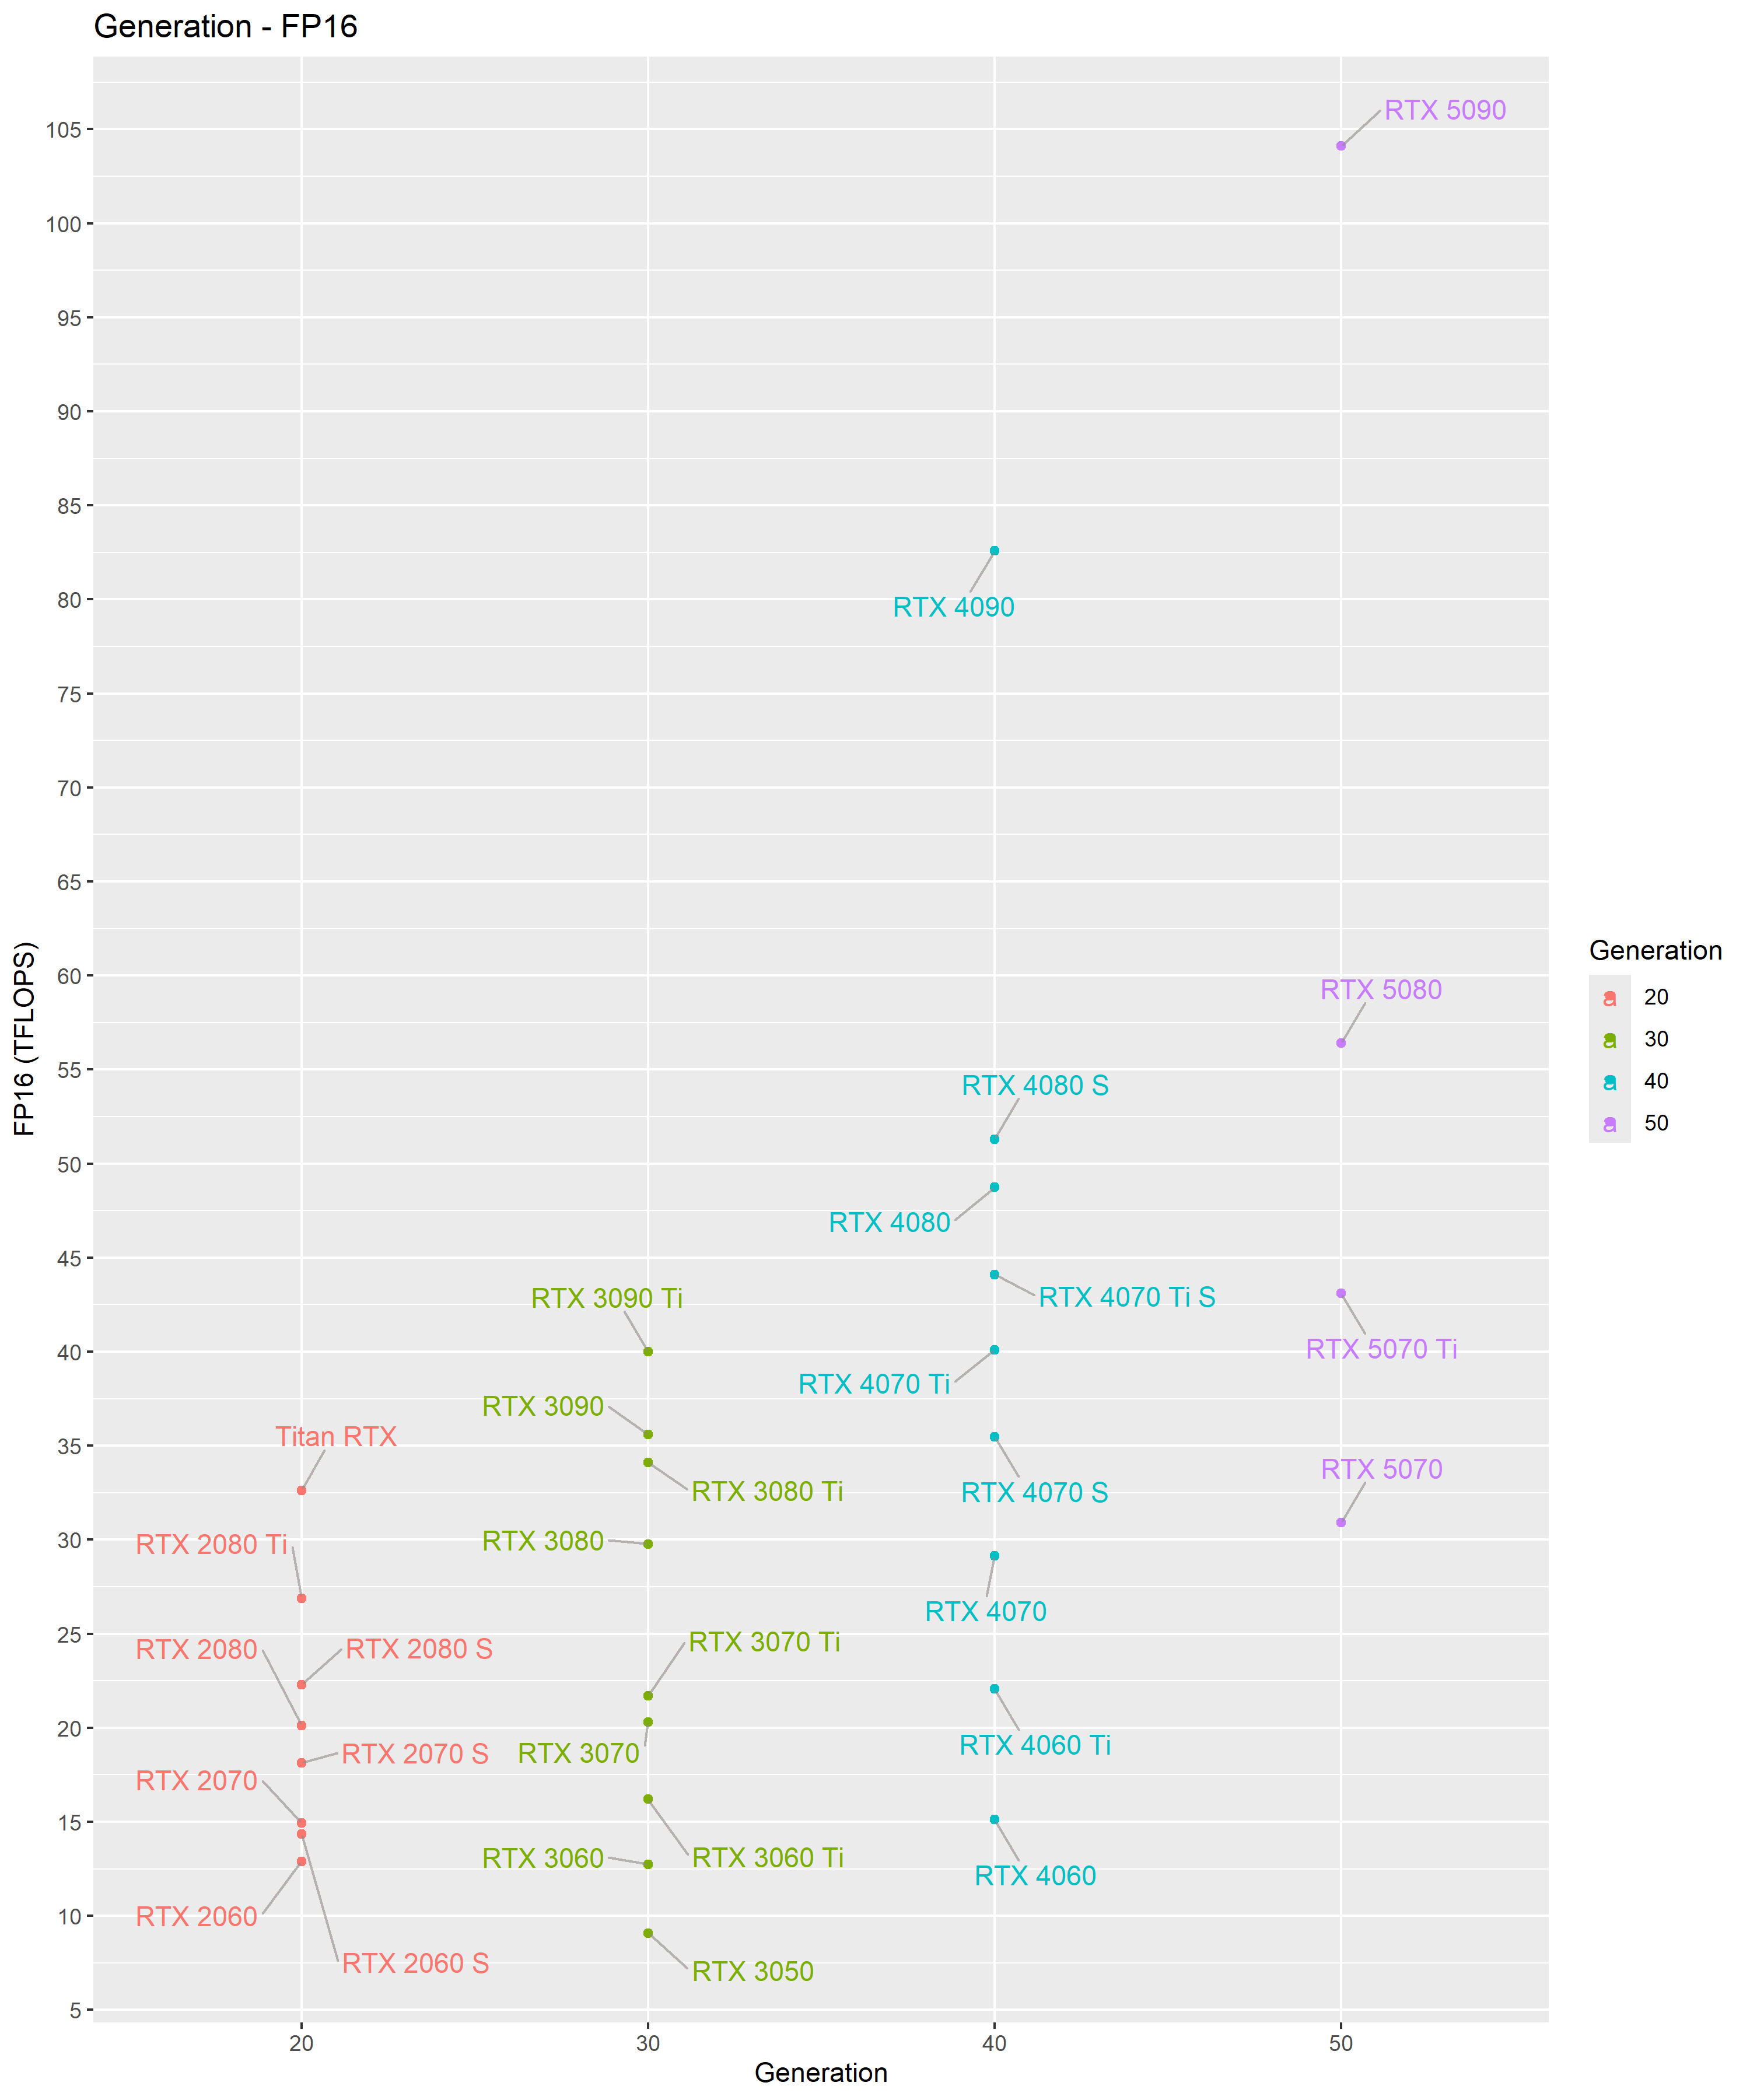 Generation - FP16
RTX 5090
105
100
95
90
85
RTX 4090
80
75
70
65
60
RTX 5080
55
RTX 4080 S
50
RTX 4080
45
RTX 3090 Ti
RTX 4070 Ti S
RTX 5070 Ti
40
RTX 4070 Ti
RTX 3090
Titan RTX
35
RTX 5070
RTX 3080 Ti
RTX 4070 S
30
RTX 2080 Ti
RTX 3080
RTX 4070
25
RTX 2080
RTX 2080 S
RTX 3070 Ti
20
RTX 4060 Ti
RTX 2070 S
RTX 3070
RTX 2070
15
RTX 3060
RTX 3060 Ti
RTX 4060
10
RTX 2060
RTX 2060 S
RTX 3050
5
20
30
40
50
Generation
FP16 (TFLOPS)
Generation
a 20
a 30
a 40
a 50